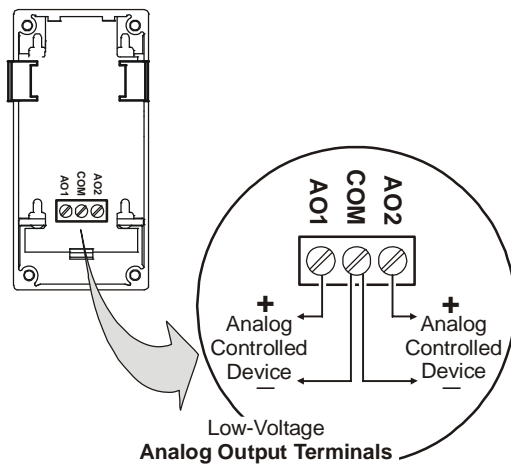 AO1
COM
AO2
AO1
COM
AO2
+
Analog
Controlled
Device
–
+
Analog
Controlled
Device
–
Low-Voltage
Analog Output Terminals